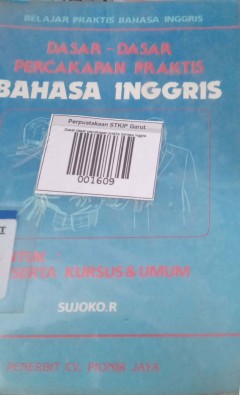 BELAJAR PRAKTIS BAHASA INGGRIS
DASAR - DASAR
PERCAKAPAN PRAKTIS
BAHASA INGGRIS
Perpustakaan STKIP Garut
001609
KURSUS & UMUM
SUJOKO.R
PENERBIT CV. PIONIR JAYA